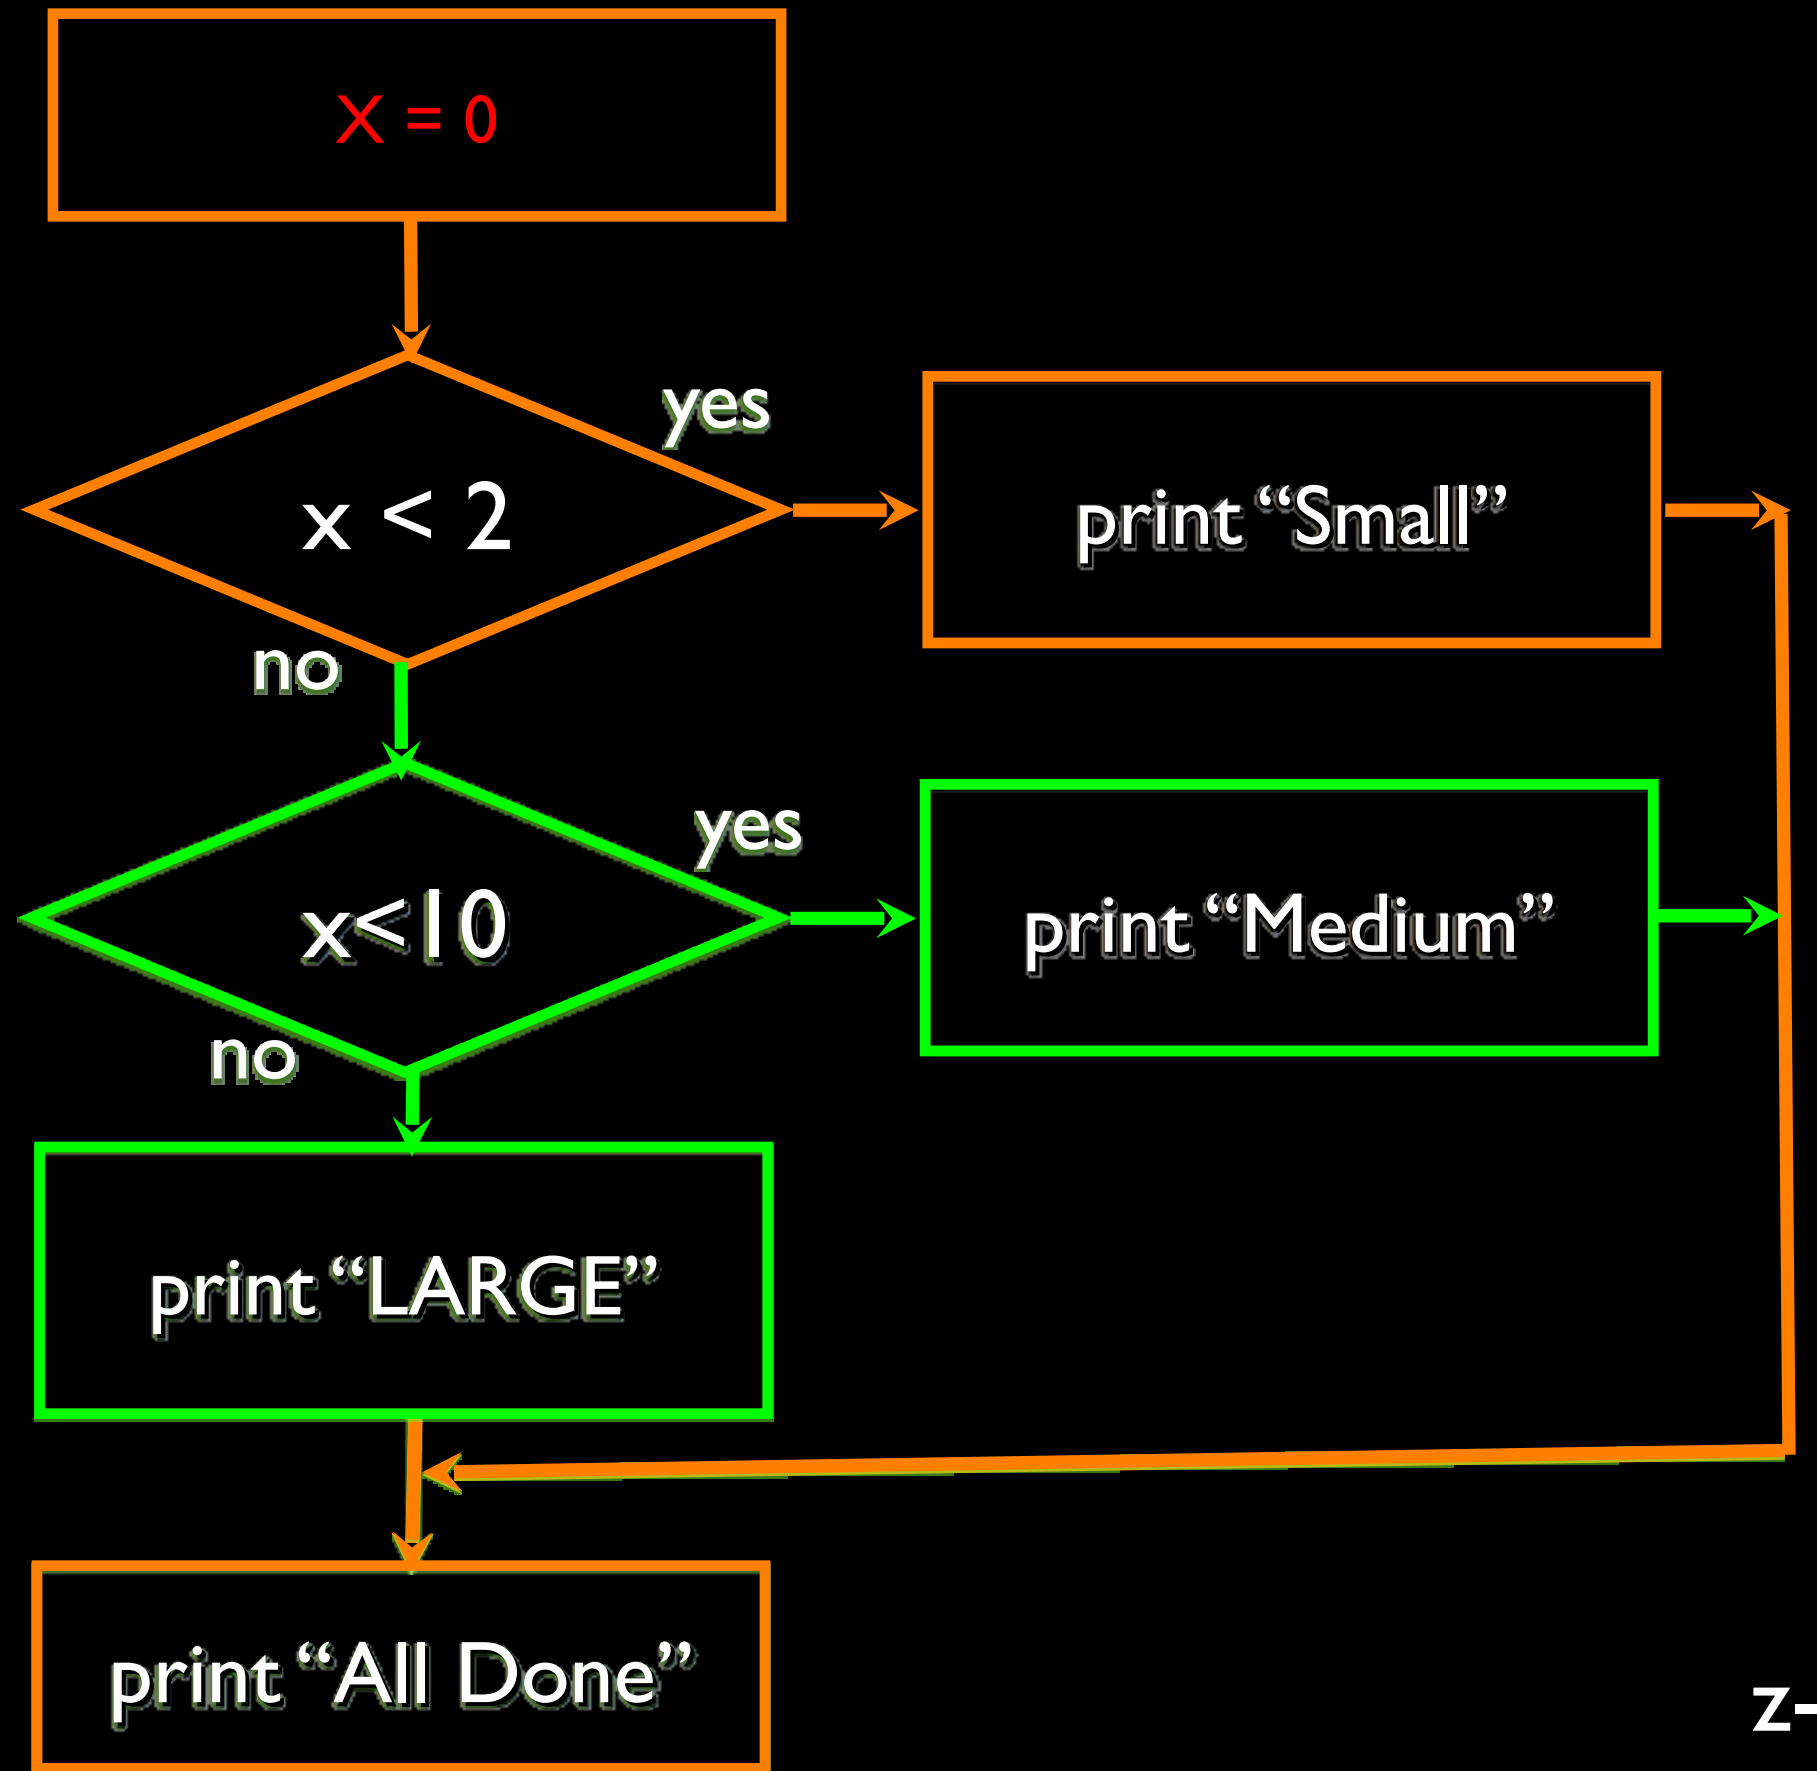 X = 0
yes
x < 2
print “Small”
no
yes
x<10
print “Medium”
no
print “LARGE”
print “All Done”
z-